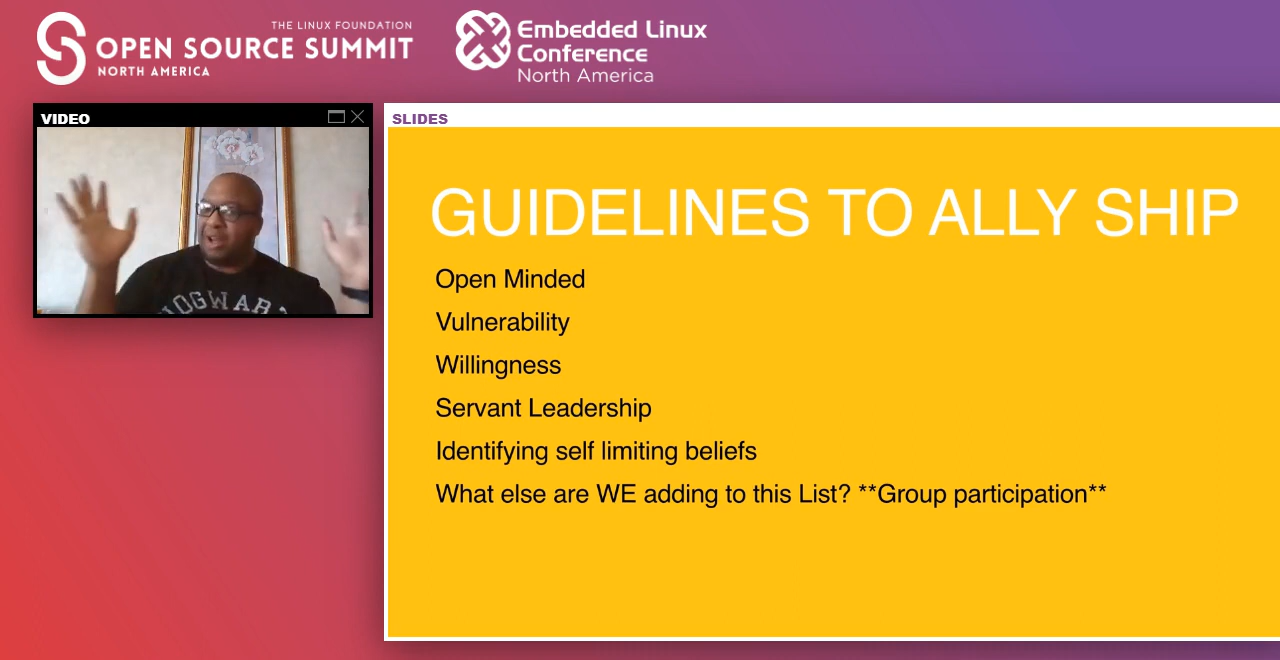 THE LINUX FOUNDATION
OPEN SOURCE SUMMIT
NORTH AMERICA
Embedded Linux
Conference
North America
VIDEO
SLIDES
GUIDELINES TO ALLY SHIP
Open Minded
Vulnerability
Willingness
Servant Leadership
Identifying self limiting beliefs
What else are WE adding to this List? **Group participation**